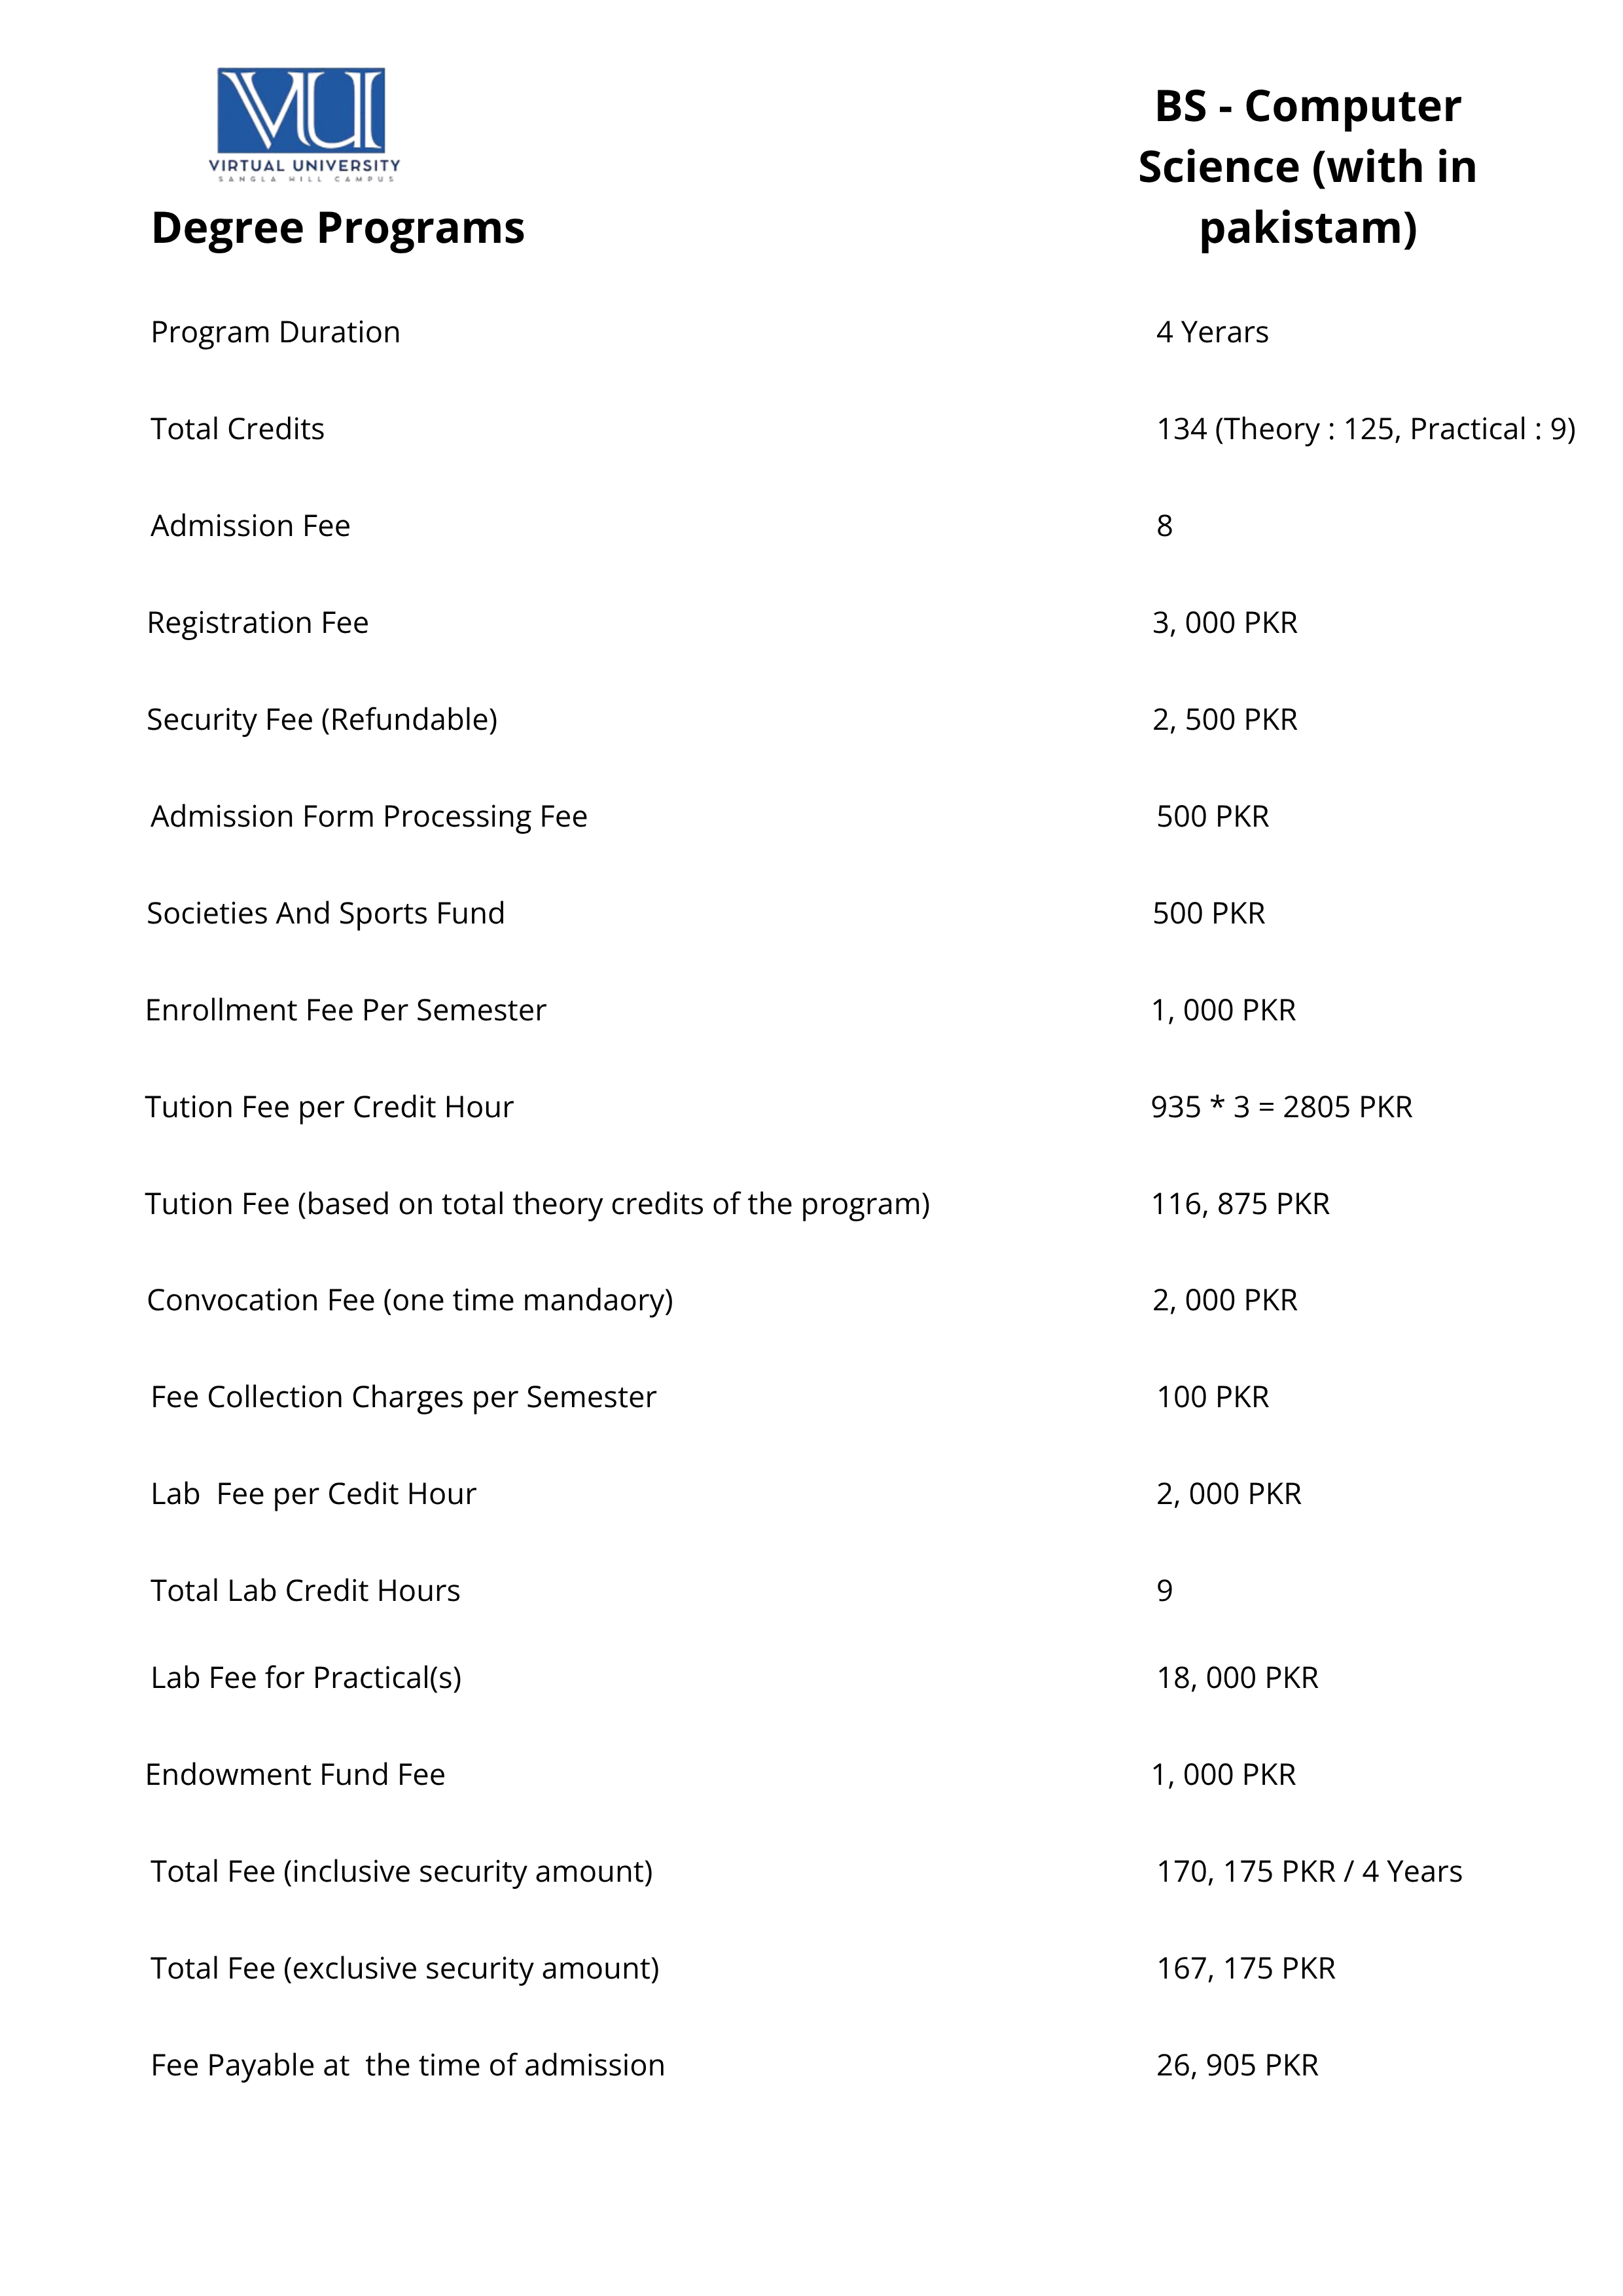 VU
VIRTUAL UNIVERSITY
SANGLA HILL CAMPUS
Degree Programs
BS - Computer
Science (with in
pakistam)
Program Duration 4 Yerars
Total Credits 134 (Theory : 125, Practical : 9)
Admission Fee 8
Registration Fee 3, 000 PKR
Security Fee (Refundable) 2, 500 PKR
Admission Form Processing Fee 500 PKR
Societies And Sports Fund 500 PKR
Enrollment Fee Per Semester 1, 000 PKR
Tution Fee per Credit Hour 935 * 3 = 2805 PKR
Tution Fee (based on total theory credits of the program) 116, 875 PKR
Convocation Fee (one time mandaory) 2, 000 PKR
Fee Collection Charges per Semester 100 PKR
Lab  Fee per Cedit Hour 2, 000 PKR
Total Lab Credit Hours 9
Lab Fee for Practical(s) 18, 000 PKR
Endowment Fund Fee 1, 000 PKR
Total Fee (inclusive security amount) 170, 175 PKR / 4 Years
Total Fee (exclusive security amount) 167, 175 PKR
Fee Payable at  the time of admission 26, 905 PKR